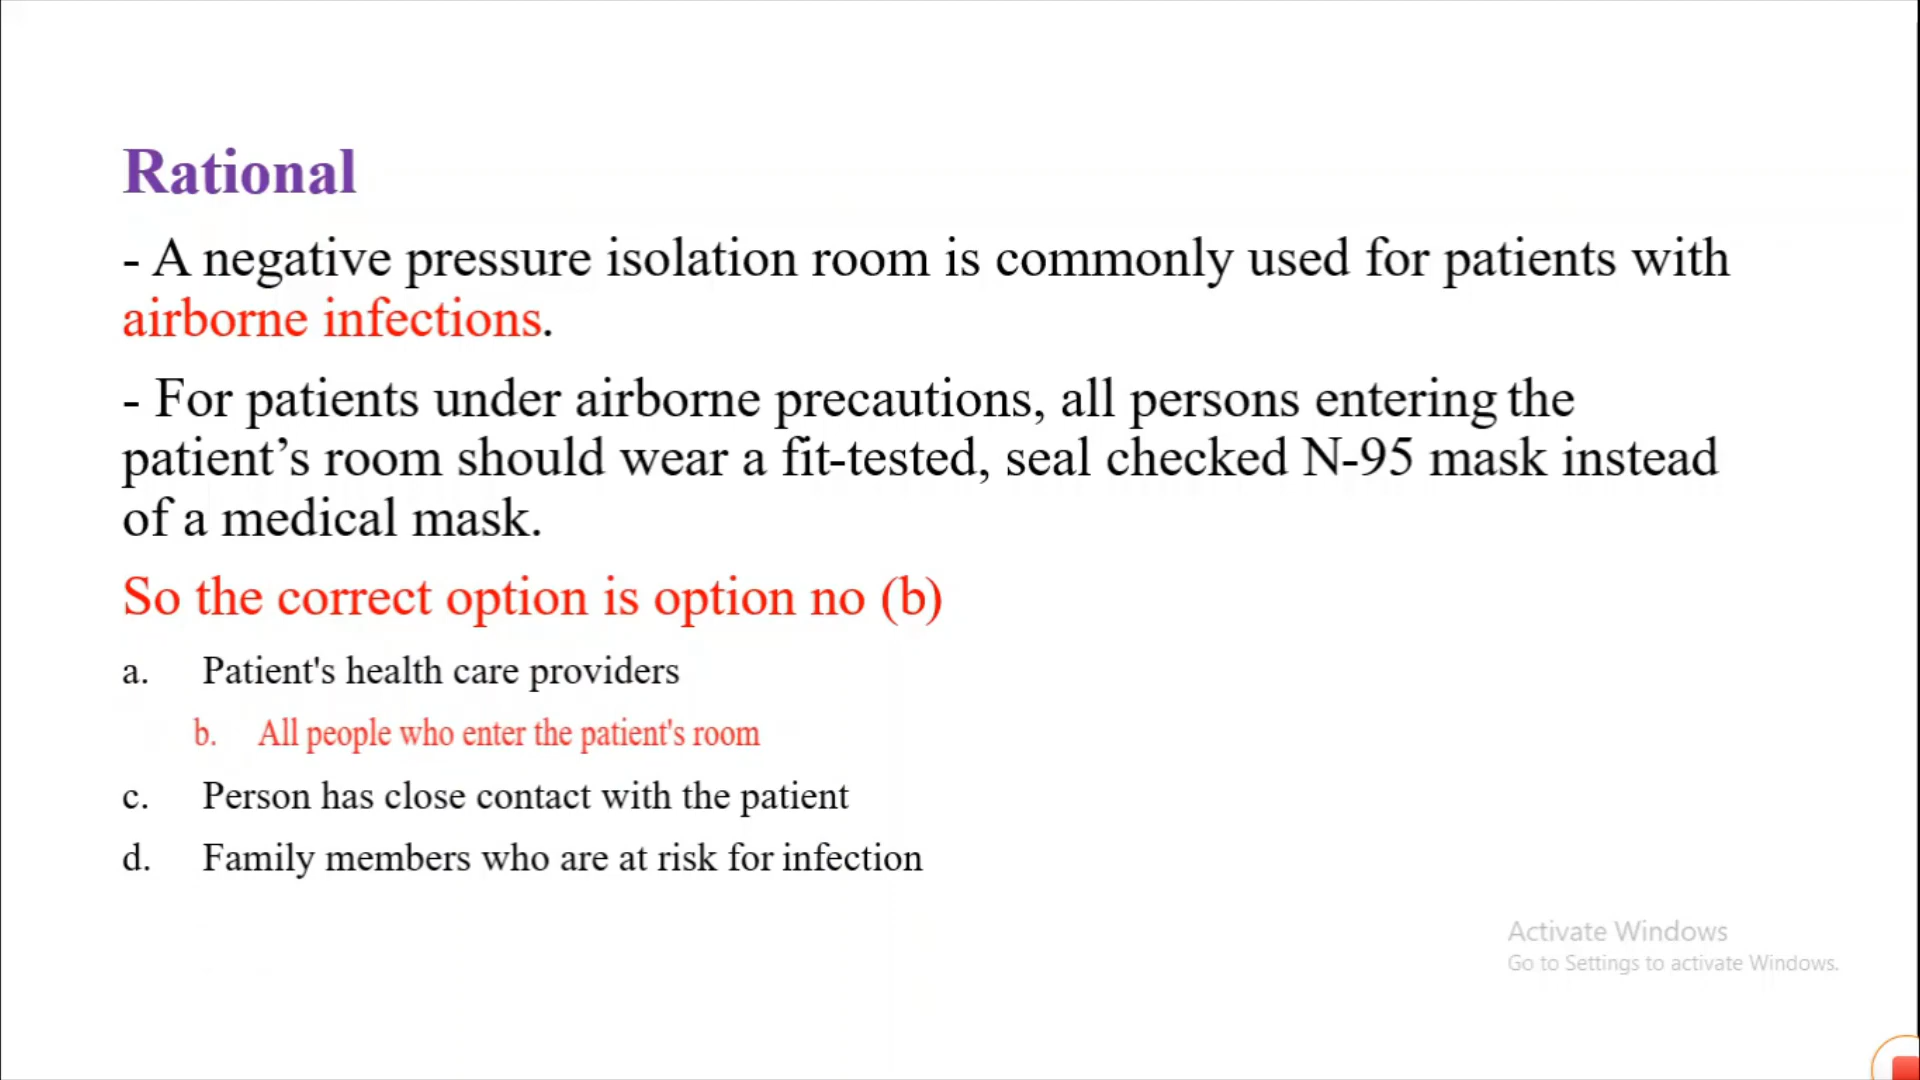 Rational
- A negative pressure isolation room is commonly used for patients with
airborne infections.
- For patients under airborne precautions, all persons entering the
patient’s room should wear a fit-tested, seal checked N-95 mask instead
of a medical mask.
So the correct option is option no (b)
a. Patient's health care providers
b. All people who enter the patient's room
c. Person has close contact with the patient
d. Family members who are at risk for infection
Activate Windows
Go to Settings to activate Windows.